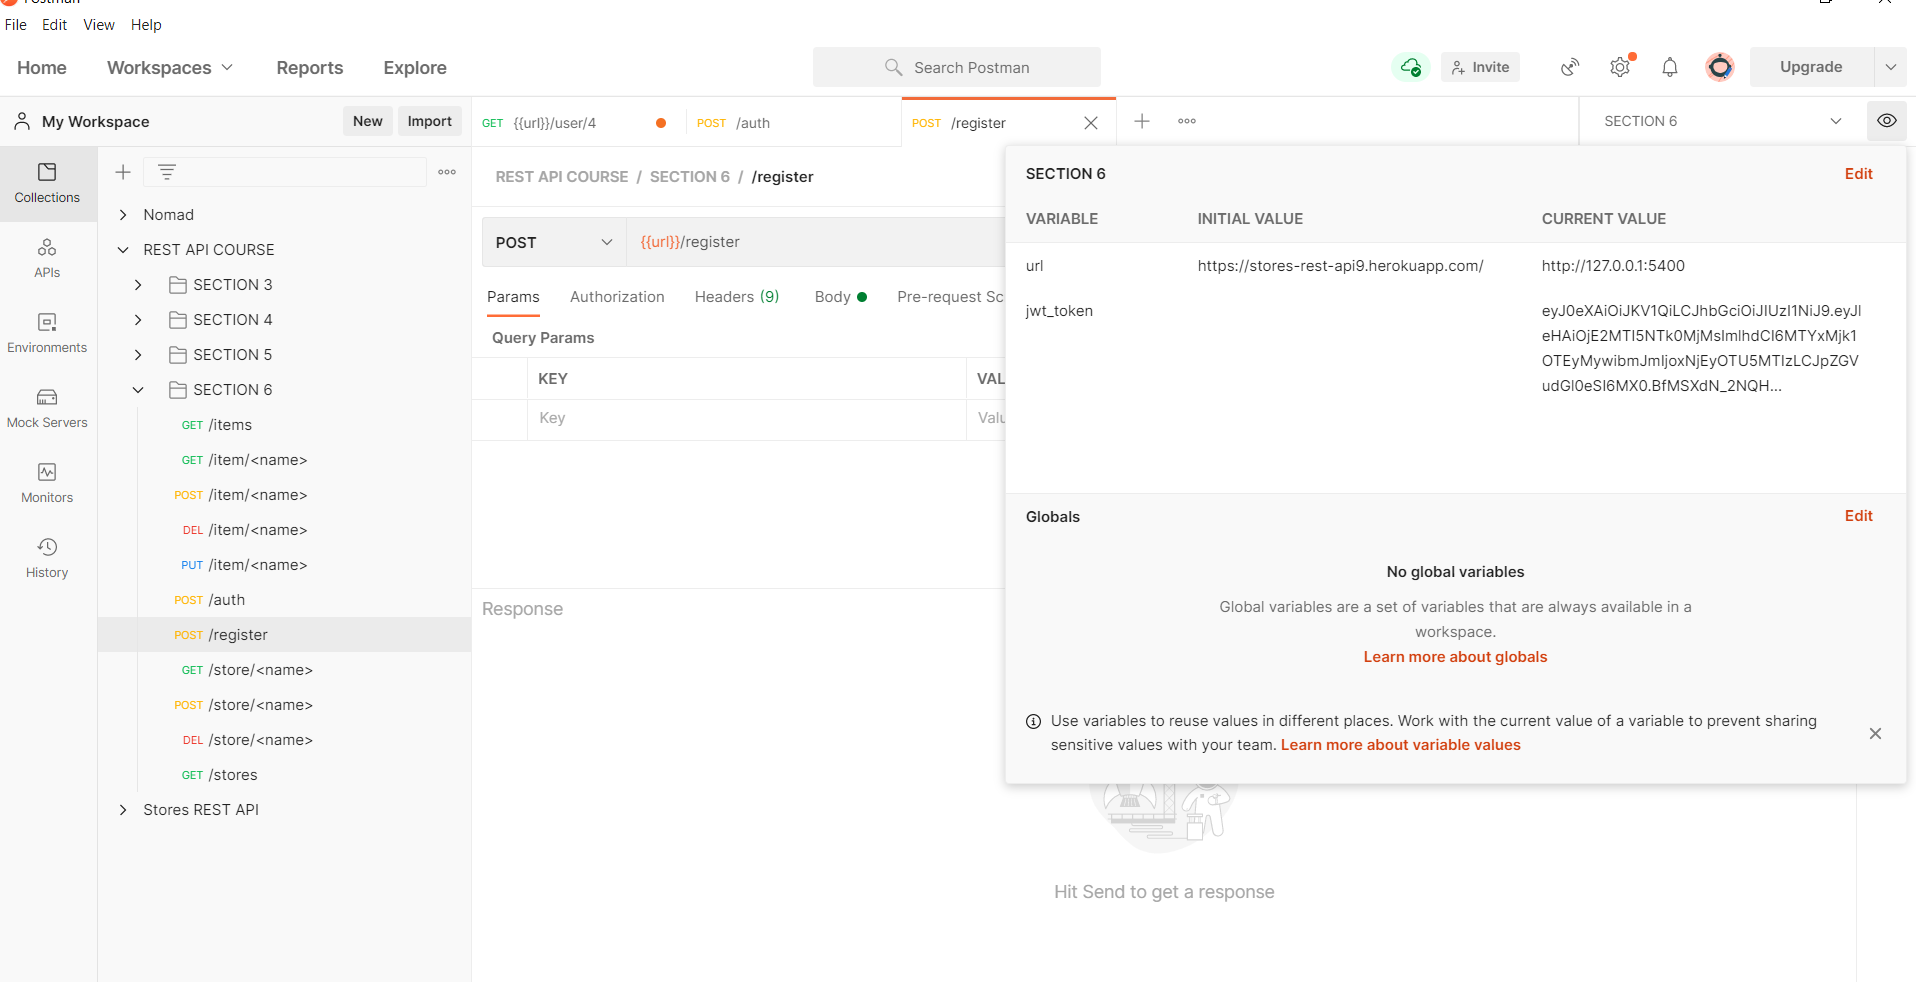 Postman
File Edit View Help
Home Workspaces Reports Explore
Search Postman
Invite
Upgrade
My Workspace
New Import
GET {{url}}/user/4
POST /auth
POST /register
SECTION 6
Collections
APIs
Environments
Mock Servers
Monitors
History
Nomad
REST API COURSE
SECTION 3
SECTION 4
SECTION 5
SECTION 6
GET /items
GET /item/<name>
POST /item/<name>
DEL /item/<name>
PUT /item/<name>
POST /auth
POST /register
GET /store/<name>
POST /store/<name>
DEL /store/<name>
GET /stores
Stores REST API
REST API COURSE / SECTION 6 / /register
POST {{url}}/register
Params Authorization Headers (9) Body Pre-request Sc
Query Params
KEY VAL
Key Valu
Response
Hit Send to get a response
SECTION 6 Edit
VARIABLE INITIAL VALUE CURRENT VALUE
url https://stores-rest-api9.herokuapp.com/ http://127.0.0.1:5400
jwt_token eyJ0eXAiOiJKV1QiLCJhbGciOiJIUzI1NiJ9.eyJl
eHAiOjE2MTI5NTk0MjMsImlhdCI6MTYxMjk1
OTEyMywibmJmIjoxNjEyOTU5MTIzLCJpZGV
udGl0eSI6MX0.BfMSXdN_2NQH...
Globals Edit
No global variables
Global variables are a set of variables that are always available in a
workspace.
Learn more about globals
Use variables to reuse values in different places. Work with the current value of a variable to prevent sharing
sensitive values with your team. Learn more about variable values